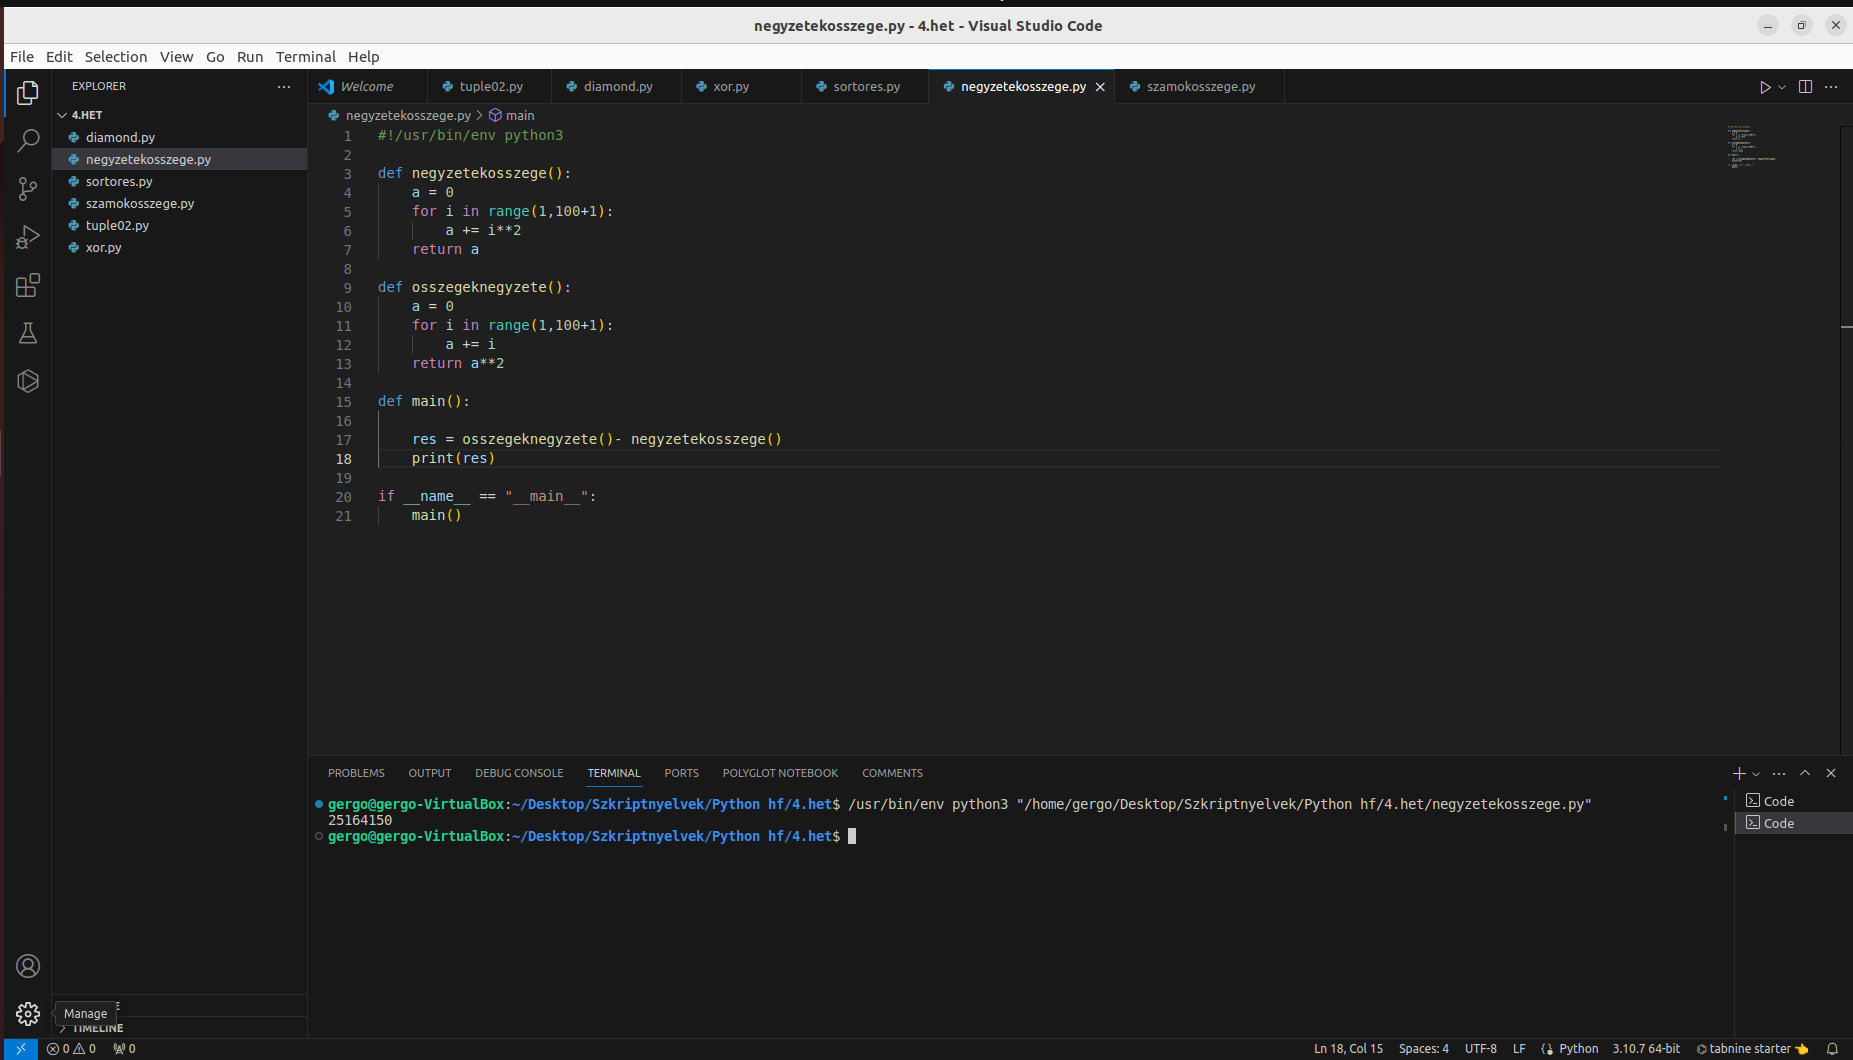 negyzetekosszege.py - 4.het - Visual Studio Code
File Edit Selection View Go Run Terminal Help
EXPLORER
4.HET
diamond.py
negyzetekosszege.py
sortores.py
szamokosszege.py
tuple02.py
xor.py
Welcome tuple02.py diamond.py xor.py sortores.py negyzetekosszege.py szamokosszege.py
negyzetekosszege.py > main
1 #!/usr/bin/env python3
2
3 def negyzetekosszege():
4 a = 0
5 for i in range(1,100+1):
6 a += i**2
7 return a
8
9 def osszegeknegyzete():
10 a = 0
11 for i in range(1,100+1):
12 a += i
13 return a**2
14
15 def main():
16
17 res = osszegeknegyzete()- negyzetekosszege()
18 print(res)
19
20 if __name__ == "__main__":
21 main()
PROBLEMS OUTPUT DEBUG CONSOLE TERMINAL PORTS POLYGLOT NOTEBOOK COMMENTS
gergo@gergo-VirtualBox:~/Desktop/Szkriptnyelvek/Python hf/4.het$ /usr/bin/env python3 "/home/gergo/Desktop/Szkriptnyelvek/Python hf/4.het/negyzetekosszege.py"
25164150
gergo@gergo-VirtualBox:~/Desktop/Szkriptnyelvek/Python hf/4.het$
Code
Code
Manage
TIMELINE
0 0 0
Ln 18, Col 15 Spaces: 4 UTF-8 LF Python 3.10.7 64-bit tabnine starter